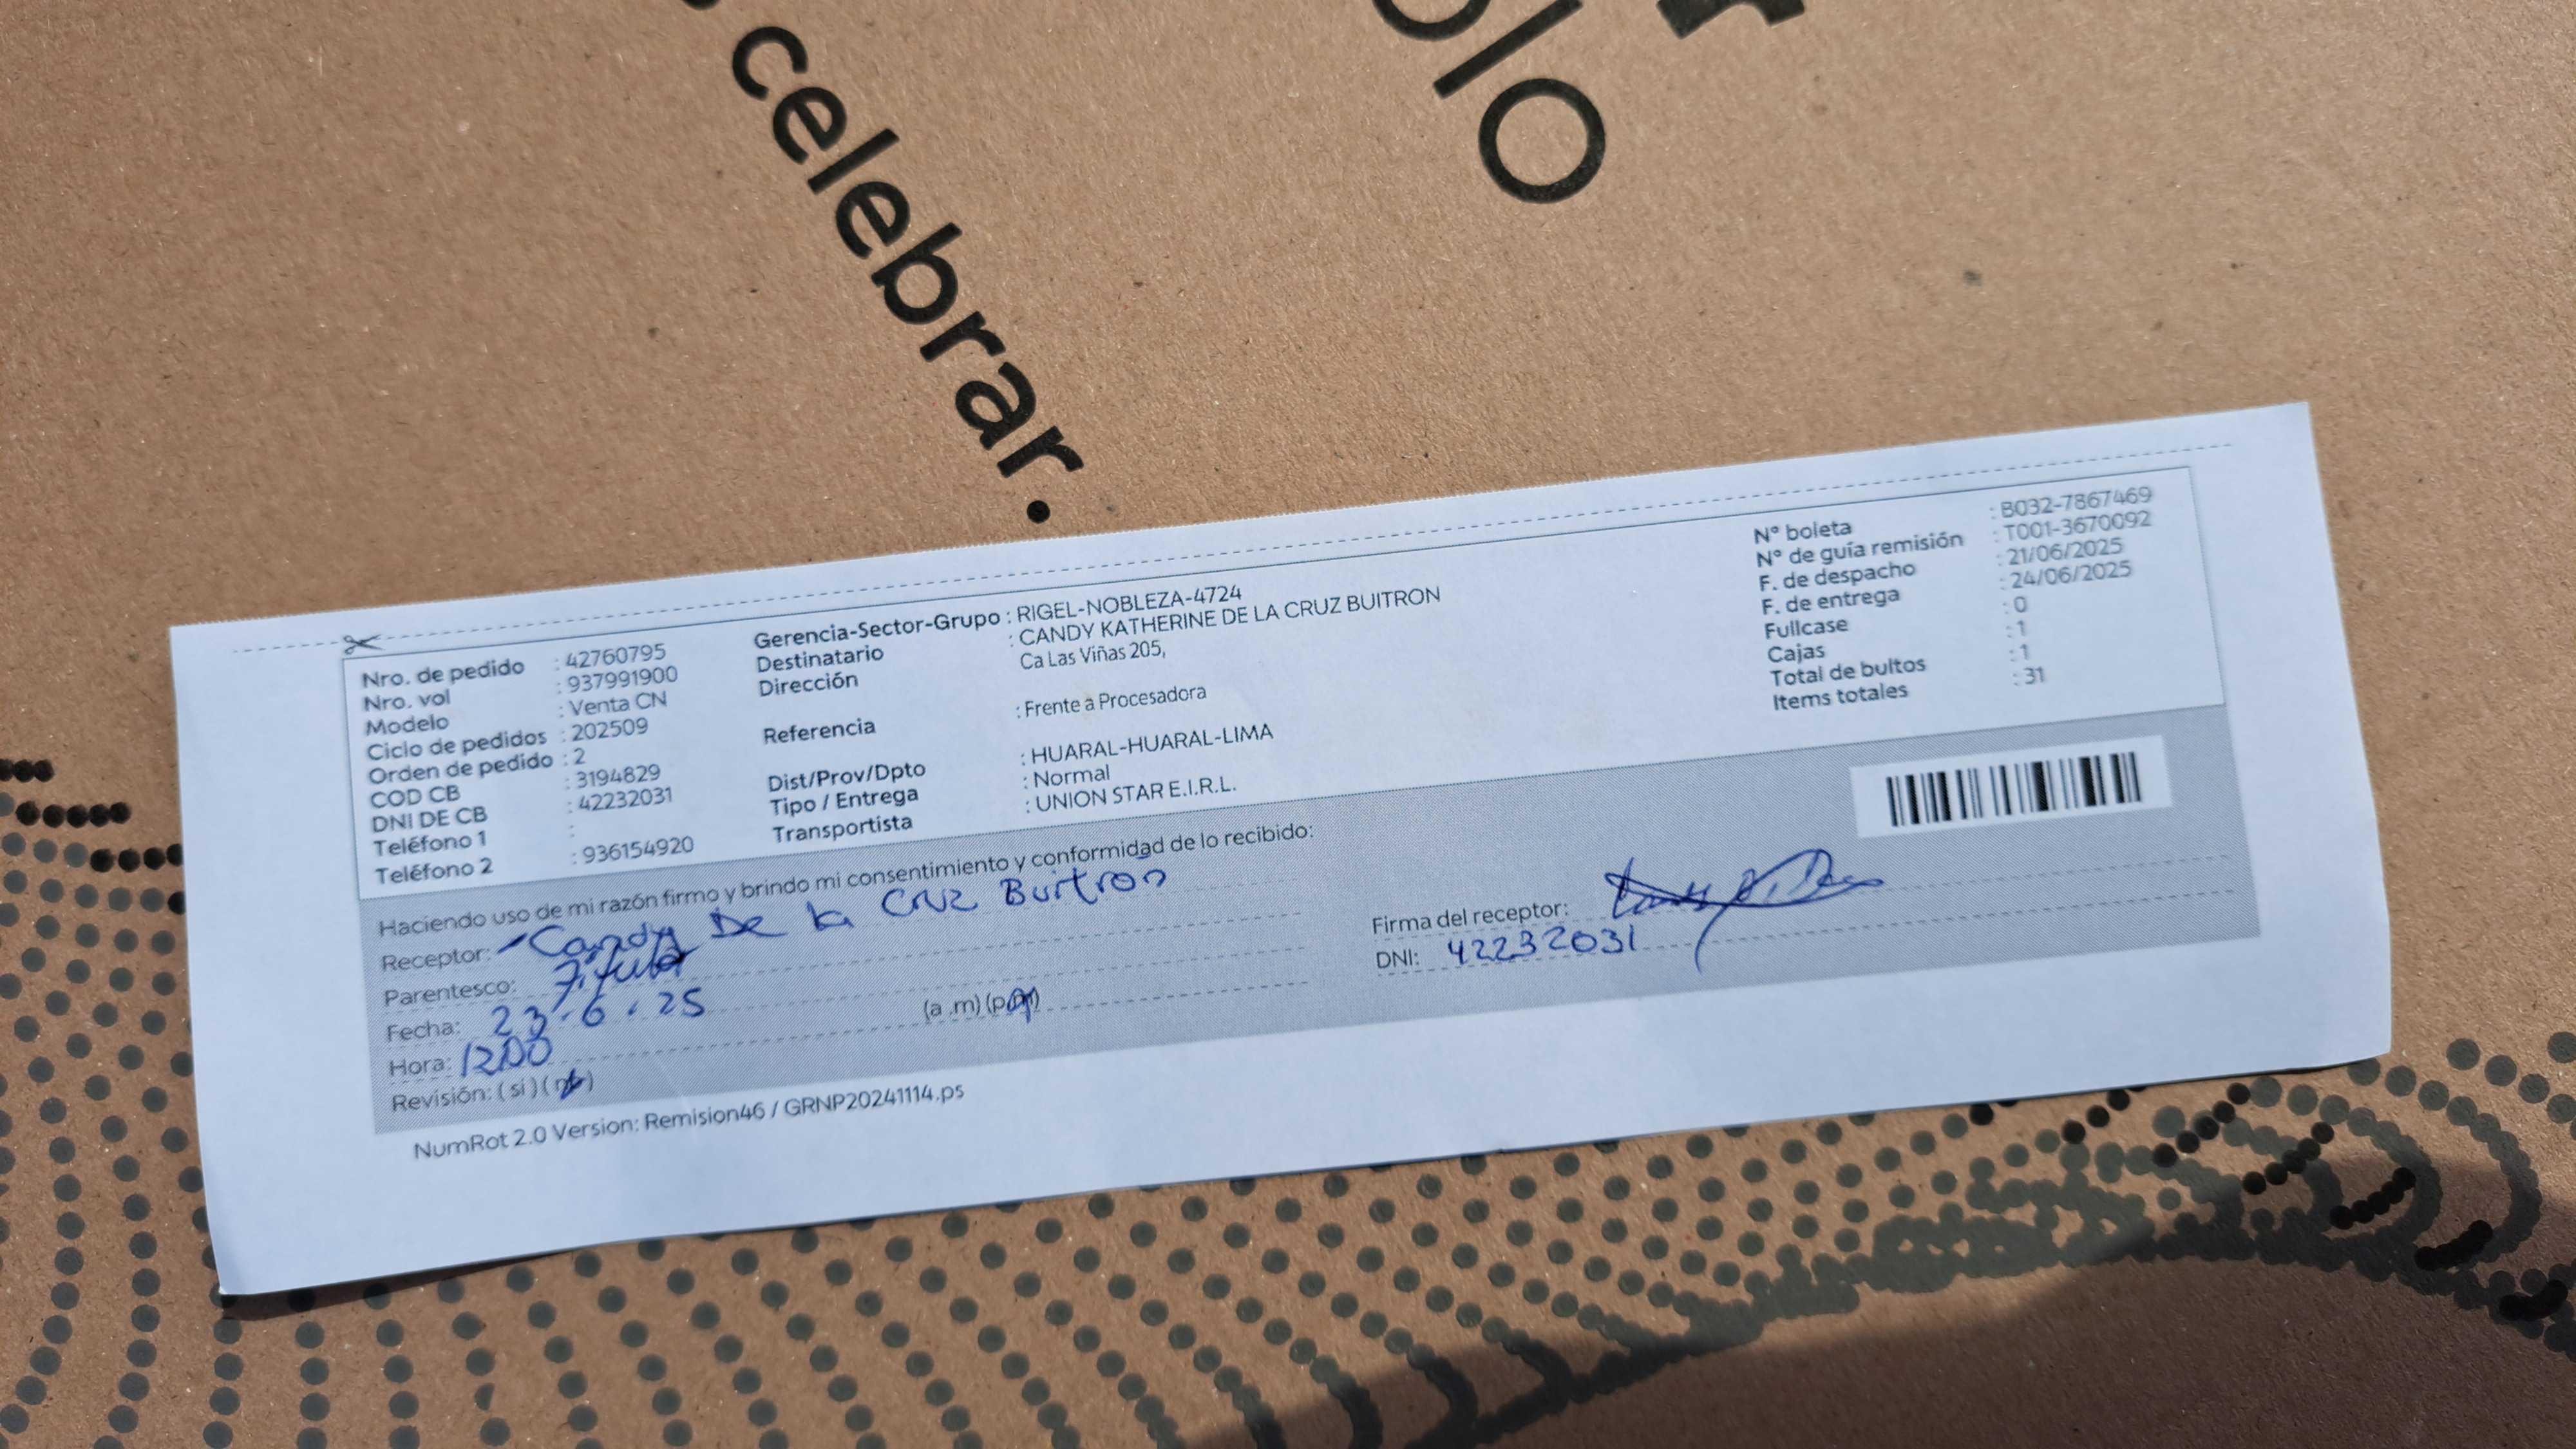 celebrar.
olo
Nro. de pedido : 42760795
Nro. vol : 937991900
Modelo : Venta CN
Ciclo de pedidos : 202509
Orden de pedido : 2
COD CB : 3194829
DNI DE CB : 42232031
Teléfono 1 :
Teléfono 2 : 936154920
Gerencia-Sector-Grupo : RIGEL-NOBLEZA-4724
Destinatario : CANDY KATHERINE DE LA CRUZ BUITRON
Dirección Ca Las Viñas 205,
Referencia : Frente a Procesadora
Dist/Prov/Dpto : HUARAL-HUARAL-LIMA
Tipo / Entrega : Normal
Transportista : UNION STAR E.I.R.L.
N° boleta : B032-7867469
N° de guía remisión : T001-3670092
F. de despacho : 21/06/2025
F. de entrega : 24/06/2025
Fullcase : 0
Cajas : 1
Total de bultos : 1
Items totales : 31
Haciendo uso de mi razón firmo y brindo mi consentimiento y conformidad de lo recibido:
Receptor: Candy De la Cruz Buitron
Parentesco: Titular
Fecha: 23.6.25
Hora: 12:00 (a .m) (p.m)
Revisión: ( si ) ( no )
Firma del receptor:
DNI: 42232031
NumRot 2.0 Version: Remision46 / GRNP20241114.ps